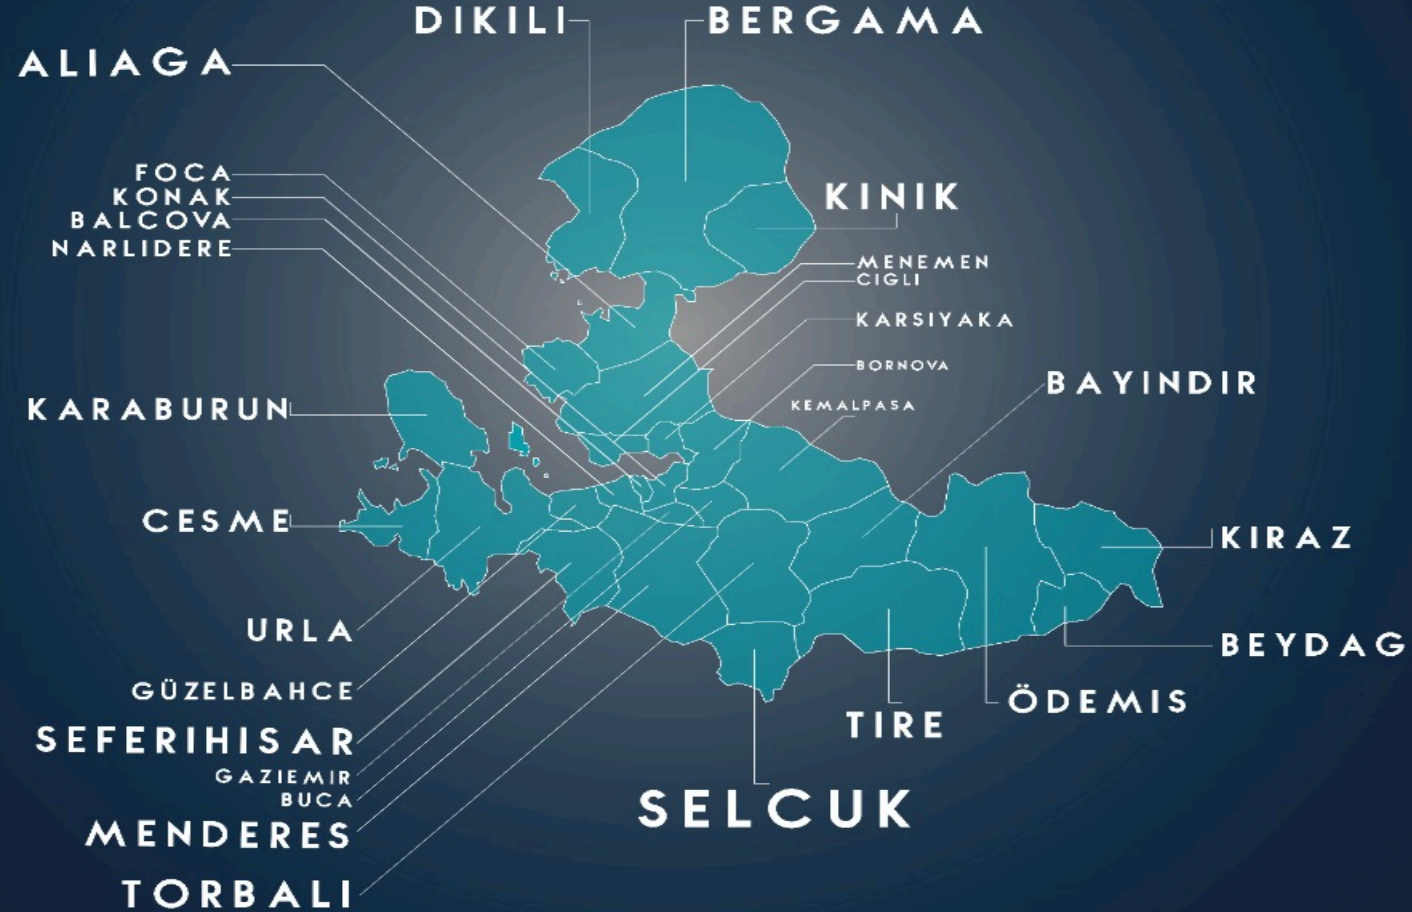 DIKILI
BERGAMA
ALIAGA
FOCA
KONAK
BALCOVA
NARLIDERE
KINIK
MENEMEN
CIGLI
KARSIYAKA
BORNOVA
KEMALPASA
BAYINDIR
KARABURUN
CESME
KIRAZ
URLA
BEYDAG
GÜZELBAHCE
ÖDEMIS
SEFERIHISAR
TIRE
GAZIEMIR
BUCA
SELCUK
MENDERES
TORBALI